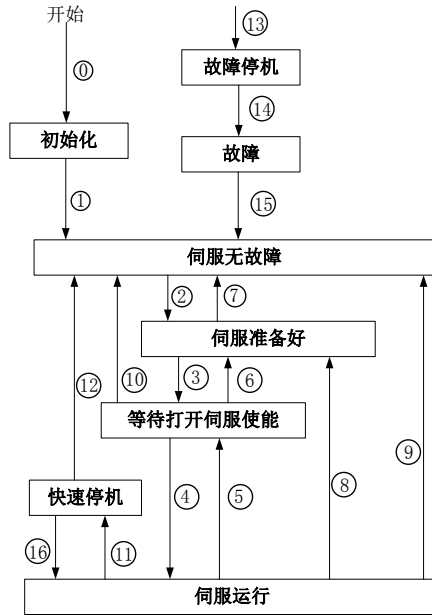 开始
⑬
⓪
故障停机
⑭
初始化
故障
①
⑮
伺服无故障
②
⑦
伺服准备好
⑫
⑩
③
⑥
等待打开伺服使能
⑨
快速停机
④
⑤
⑧
⑯
⑪
伺服运行